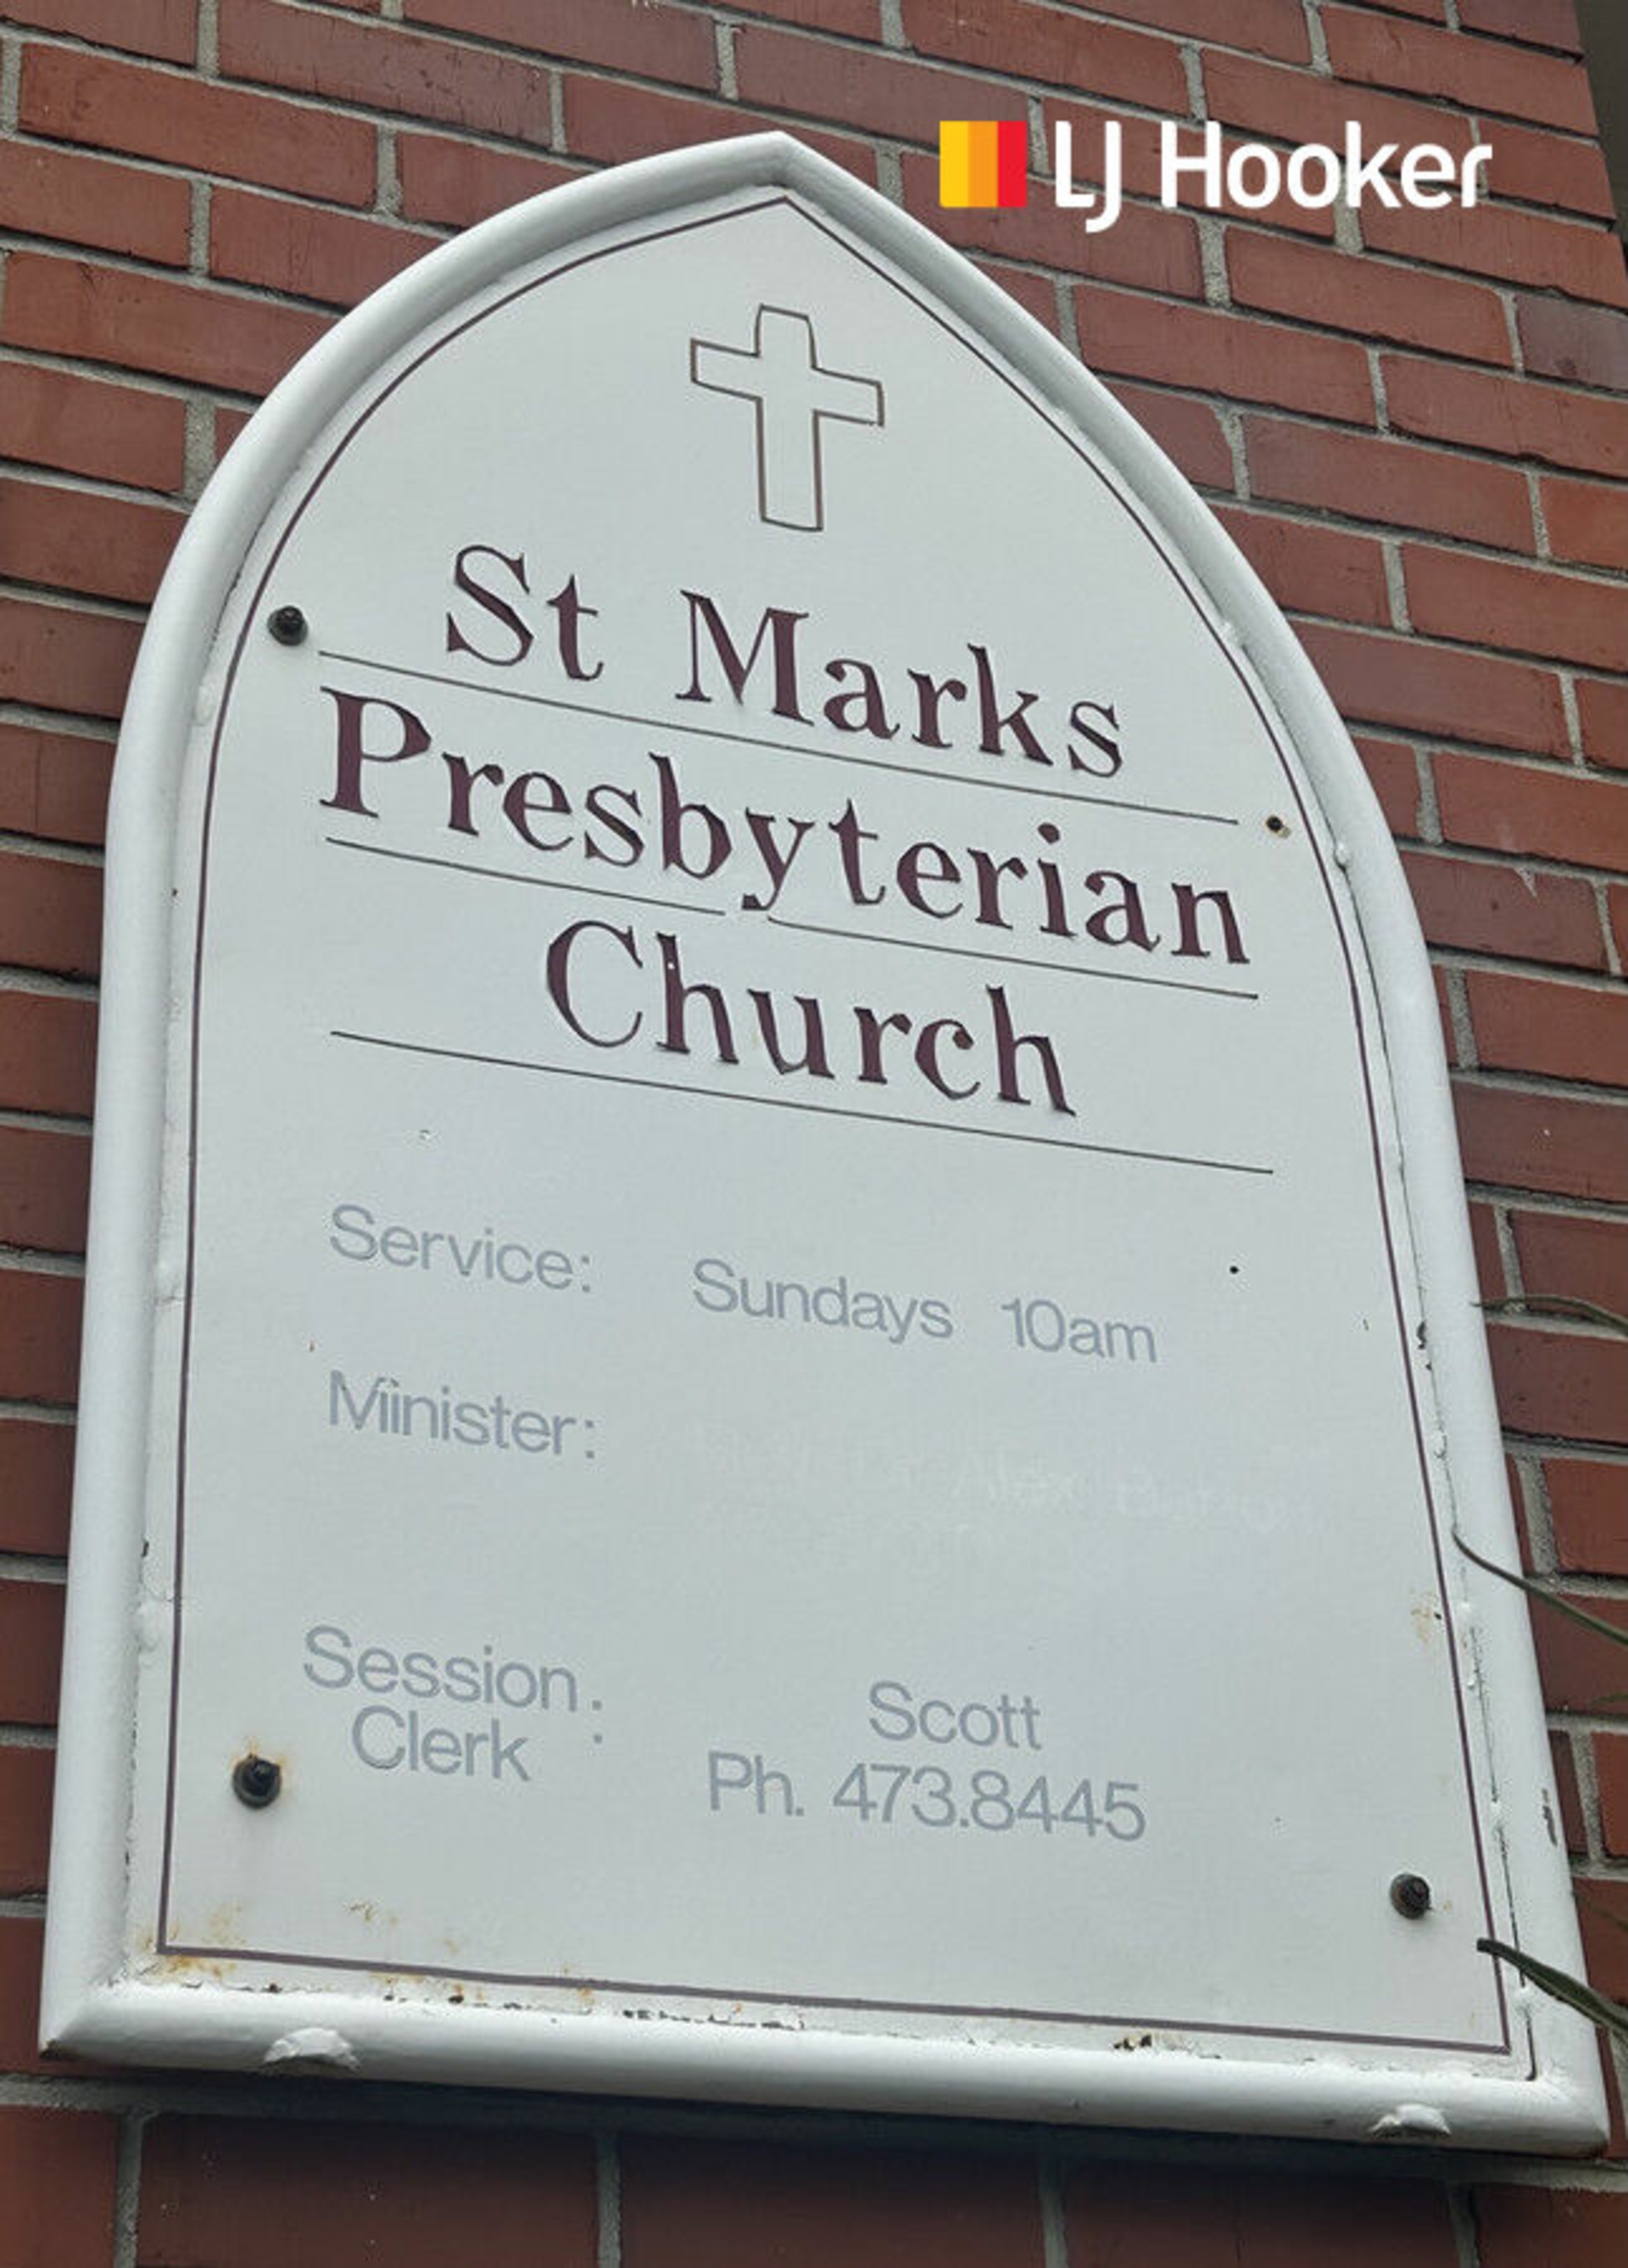 LJ Hooker
St Marks
Presbyterian
Church
Service: Sundays 10am
Minister:
Session
Clerk : Scott
Ph. 473.8445